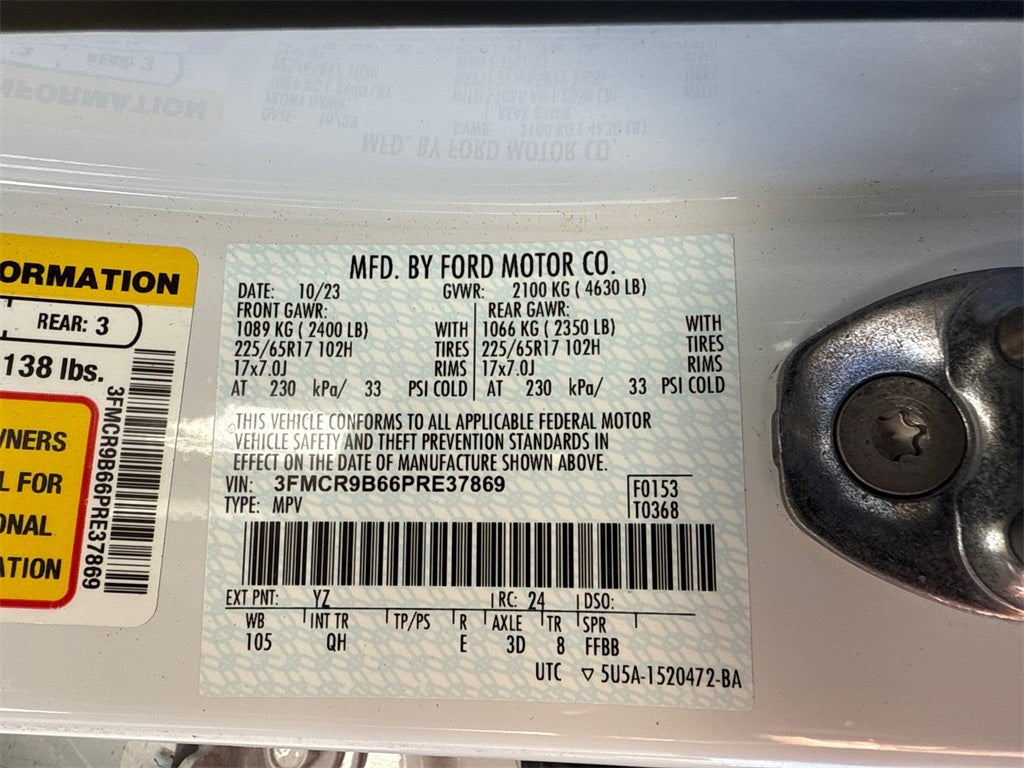 ORMATION
REAR: 3
138 lbs.
3FMCR9B66PRE37869
WNERS
L FOR
ONAL
ATION
MFD. BY FORD MOTOR CO.
DATE: 10/23 GVWR: 2100 KG ( 4630 LB)
FRONT GAWR: REAR GAWR:
1089 KG ( 2400 LB) WITH 1066 KG ( 2350 LB) WITH
225/65R17 102H TIRES 225/65R17 102H TIRES
17x7.0J RIMS 17x7.0J RIMS
AT 230 kPa/ 33 PSI COLD AT 230 kPa/ 33 PSI COLD
THIS VEHICLE CONFORMS TO ALL APPLICABLE FEDERAL MOTOR
VEHICLE SAFETY AND THEFT PREVENTION STANDARDS IN
EFFECT ON THE DATE OF MANUFACTURE SHOWN ABOVE.
VIN: 3FMCR9B66PRE37869 F0153
TYPE: MPV T0368
EXT PNT: YZ RC: 24 DSO:
WB INT TR TP/PS R AXLE TR SPR
105 QH E 3D 8 FFBB
UTC ▽ 5U5A-1520472-BA